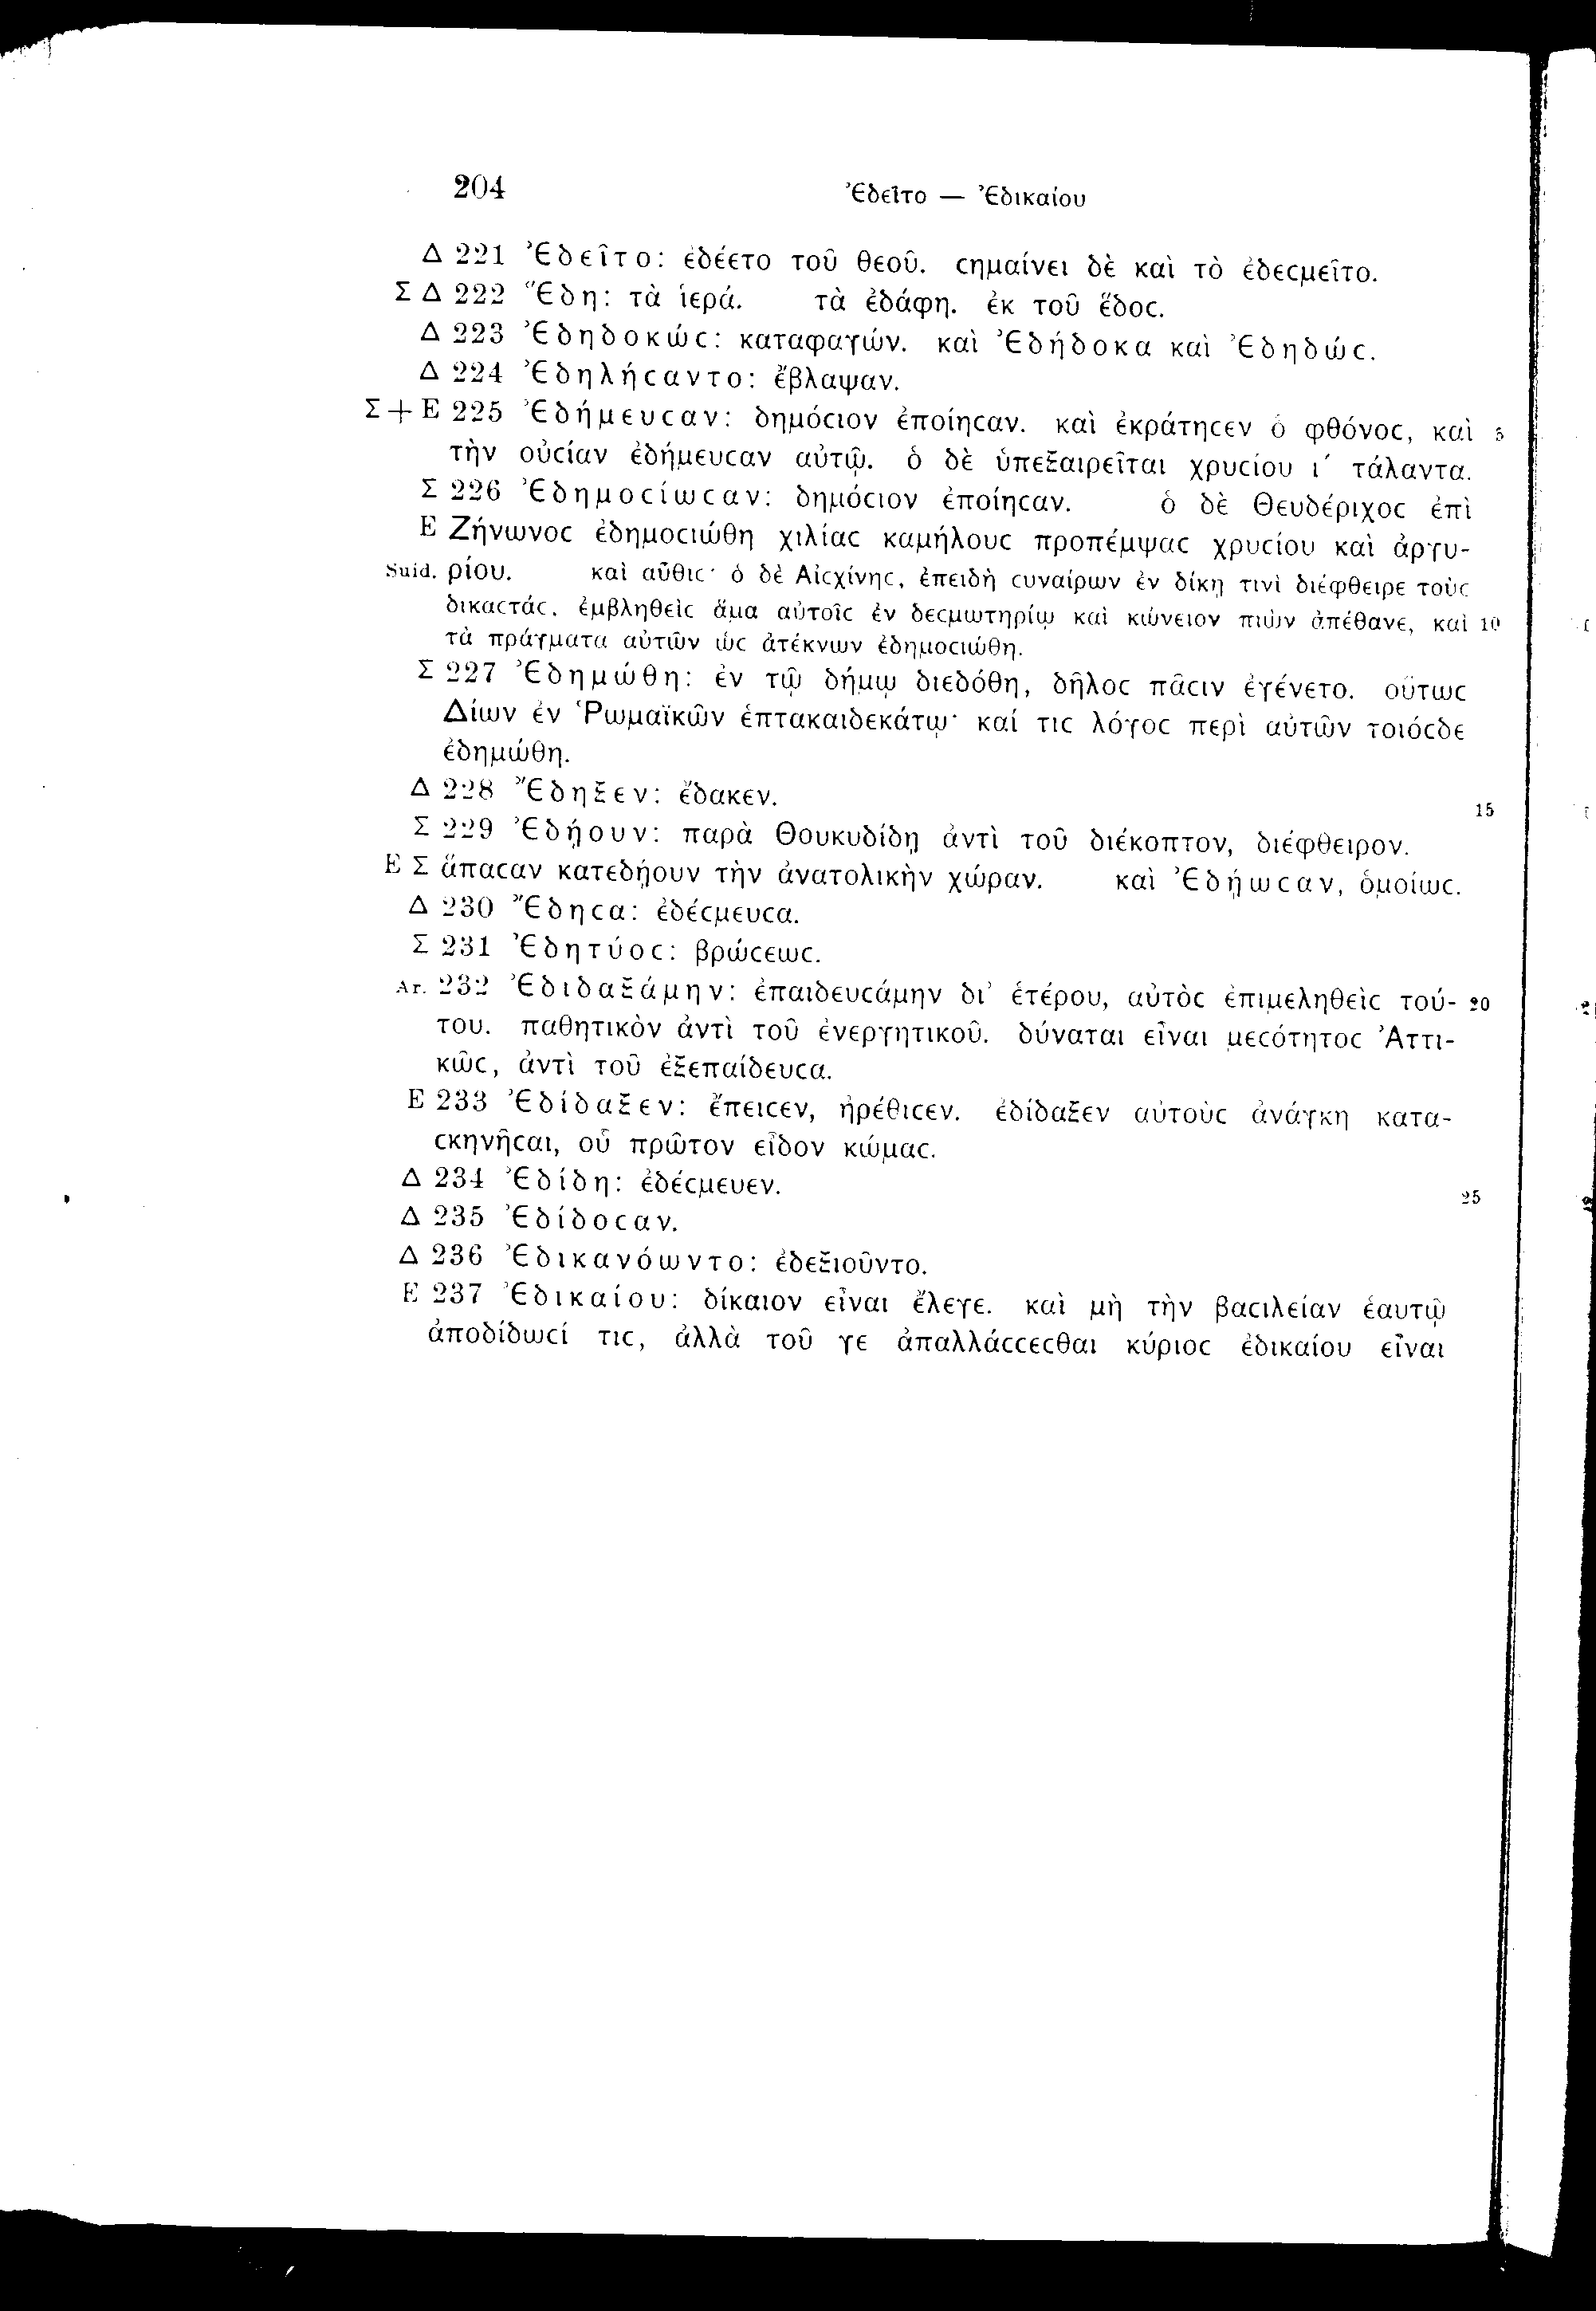 204 Ἐδεῖτο — Ἐδικαίου
Δ 221 Ἐδεῖτο: ἐδέετο τοῦ θεοῦ. ϲημαίνει δὲ καὶ τὸ ἐδεϲμεῖτο.
Σ Δ 222 Ἕδη: τὰ ἱερά. τὰ ἐδάφη. ἐκ τοῦ ἕδοϲ.
Δ 223 Ἐδηδοκώϲ: καταφαγών. καὶ Ἐδήδοκα καὶ Ἐδηδώϲ.
Δ 224 Ἐδηλήϲαντο: ἔβλαψαν.
Σ+Ε 225 Ἐδήμευϲαν: δημόϲιον ἐποίηϲαν. καὶ ἐκράτηϲεν ὁ φθόνοϲ, καὶ 5
τὴν οὐϲίαν ἐδήμευϲαν αὐτῷ. ὁ δὲ ὑπεξαιρεῖται χρυϲίου ι΄ τάλαντα.
Σ 226 Ἐδημοϲίωϲαν: δημόϲιον ἐποίηϲαν. ὁ δὲ Θευδέριχοϲ ἐπὶ
Ε Ζήνωνοϲ ἐδημοϲιώθη χιλίαϲ καμήλουϲ προπέμψαϲ χρυϲίου καὶ ἀργυ-
Suid. ρίου. καὶ αὖθιϲ· ὁ δὲ Αἰϲχίνηϲ, ἐπειδὴ ϲυναίρων ἐν δίκῃ τινὶ διέφθειρε τοὺϲ
δικαϲτάϲ, ἐμβληθεὶϲ ἅμα αὐτοῖϲ ἐν δεϲμωτηρίῳ καὶ κώνειον πιὼν ἀπέθανε, καὶ 10
τὰ πράγματα αὐτῶν ὡϲ ἀτέκνων ἐδημοϲιώθη.
Σ 227 Ἐδημώθη: ἐν τῷ δήμῳ διεδόθη, δῆλοϲ πᾶϲιν ἐγένετο. οὕτωϲ
Δίων ἐν Ῥωμαϊκῶν ἑπτακαιδεκάτῳ· καί τιϲ λόγοϲ περὶ αὐτῶν τοιόϲδε
ἐδημώθη.
Δ 228 Ἔδηξεν: ἔδακεν. 15
Σ 229 Ἐδῄουν: παρὰ Θουκυδίδῃ ἀντὶ τοῦ διέκοπτον, διέφθειρον.
Ε Σ ἅπαϲαν κατεδῄουν τὴν ἀνατολικὴν χώραν. καὶ Ἐδῄωϲαν, ὁμοίωϲ.
Δ 230 Ἔδηϲα: ἐδέϲμευϲα.
Σ 231 Ἐδητύοϲ: βρώϲεωϲ.
Ar. 232 Ἐδιδαξάμην: ἐπαιδευϲάμην δι' ἑτέρου, αὐτὸϲ ἐπιμεληθεὶϲ τού- 20
του. παθητικὸν ἀντὶ τοῦ ἐνεργητικοῦ. δύναται εἶναι μεϲότητοϲ Ἀττι-
κῶϲ, ἀντὶ τοῦ ἐξεπαίδευϲα.
Ε 233 Ἐδίδαξεν: ἔπειϲεν, ἠρέθιϲεν. ἐδίδαξεν αὐτοὺϲ ἀνάγκη κατα-
ϲκηνῆϲαι, οὗ πρῶτον εἶδον κώμαϲ.
Δ 234 Ἐδίδη: ἐδέϲμευεν. 25
Δ 235 Ἐδίδοϲαν.
Δ 236 Ἐδικανόωντο: ἐδεξιοῦντο.
Ε 237 Ἐδικαίου: δίκαιον εἶναι ἔλεγε. καὶ μὴ τὴν βαϲιλείαν ἑαυτῷ
ἀποδίδωϲί τιϲ, ἀλλὰ τοῦ γε ἀπαλλάϲϲεϲθαι κύριοϲ ἐδικαίου εἶναι